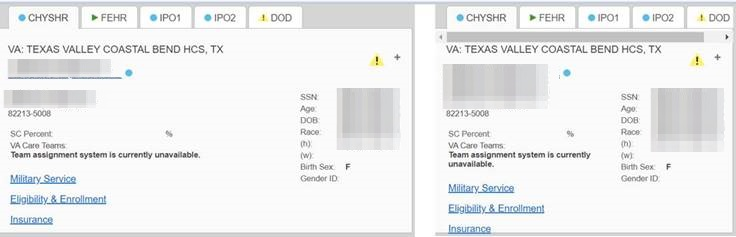 CHYSHR FEHR IPO1 IPO2 DOD
VA: TEXAS VALLEY COASTAL BEND HCS, TX
+
82213-5008
SSN:
Age:
DOB:
SC Percent: %
Race:
VA Care Teams:
(h):
Team assignment system is currently unavailable.
(w):
Birth Sex: F
Military Service
Gender ID:
Eligibility & Enrollment
Insurance
CHYSHR FEHR IPO1 IPO2 DOD
VA: TEXAS VALLEY COASTAL BEND HCS, TX
+
82213-5008
SSN:
Age:
DOB:
SC Percent: %
Race:
VA Care Teams:
(h):
Team assignment system is currently
unavailable.
(w):
Birth Sex: F
Gender ID:
Military Service
Eligibility & Enrollment
Insurance